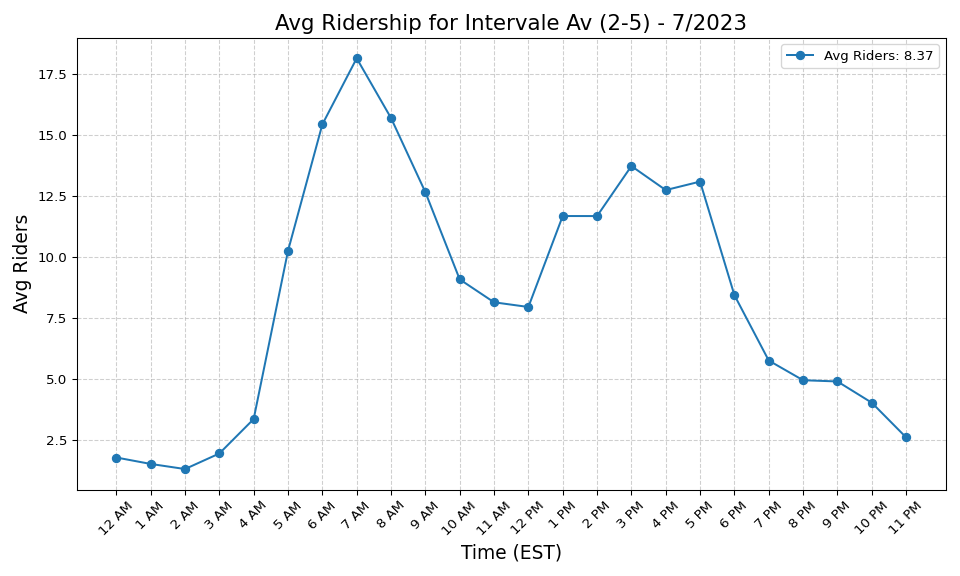 Avg Ridership for Intervale Av (2-5) - 7/2023
Avg Riders: 8.37
Avg Riders
17.5
15.0
12.5
10.0
7.5
5.0
2.5
12 AM 1 AM 2 AM 3 AM 4 AM 5 AM 6 AM 7 AM 8 AM 9 AM 10 AM 11 AM 12 PM 1 PM 2 PM 3 PM 4 PM 5 PM 6 PM 7 PM 8 PM 9 PM 10 PM 11 PM
Time (EST)